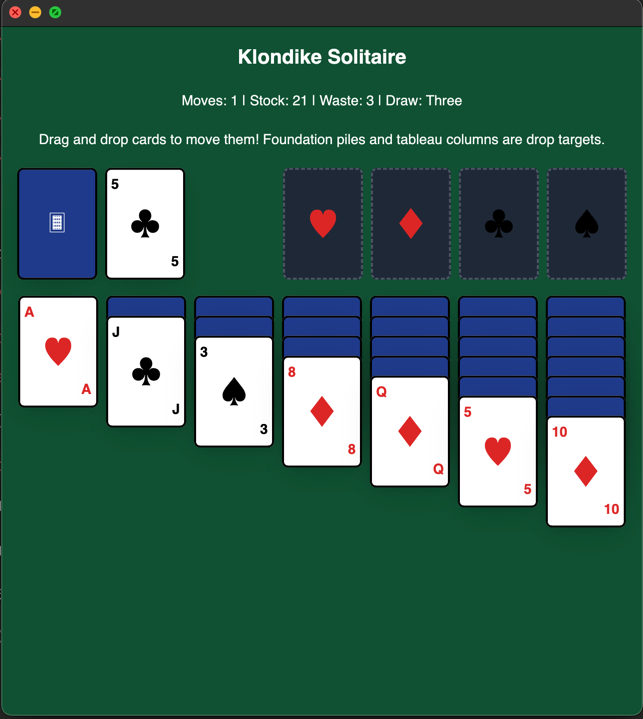 Klondike Solitaire
Moves: 1 | Stock: 21 | Waste: 3 | Draw: Three
Drag and drop cards to move them! Foundation piles and tableau columns are drop targets.
5
5
A
A
J
J
3
3
8
8
Q
Q
5
5
10
10